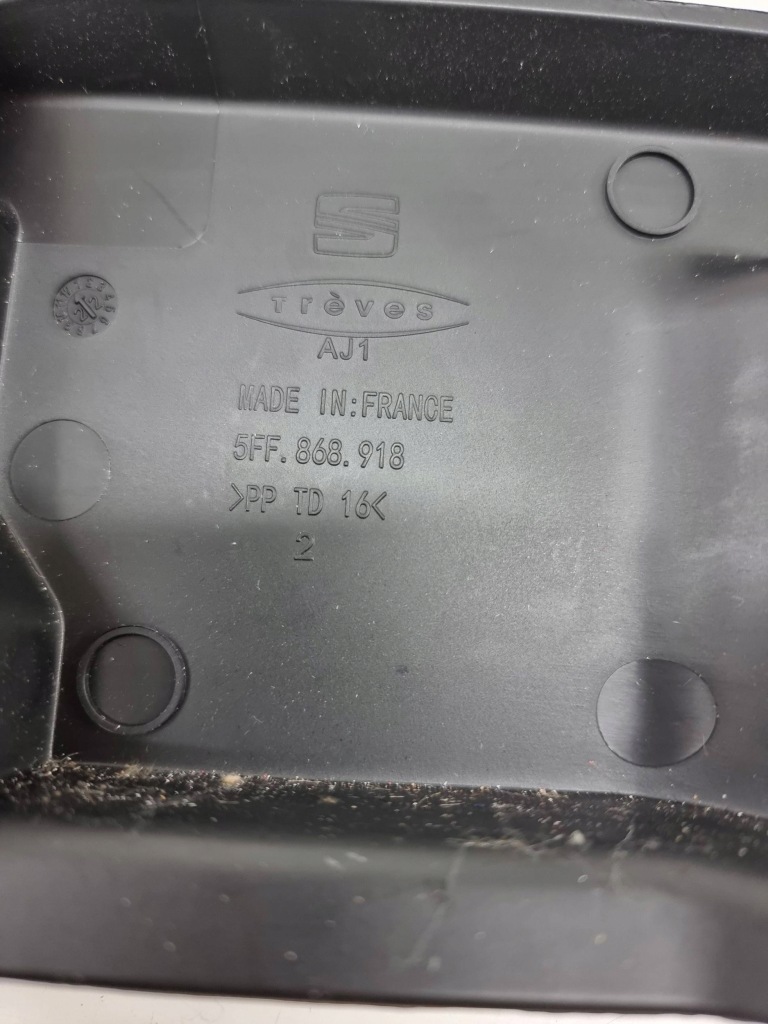 Trèves
AJ1
MADE IN:FRANCE
5FF.868.918
>PP TD 16<
2